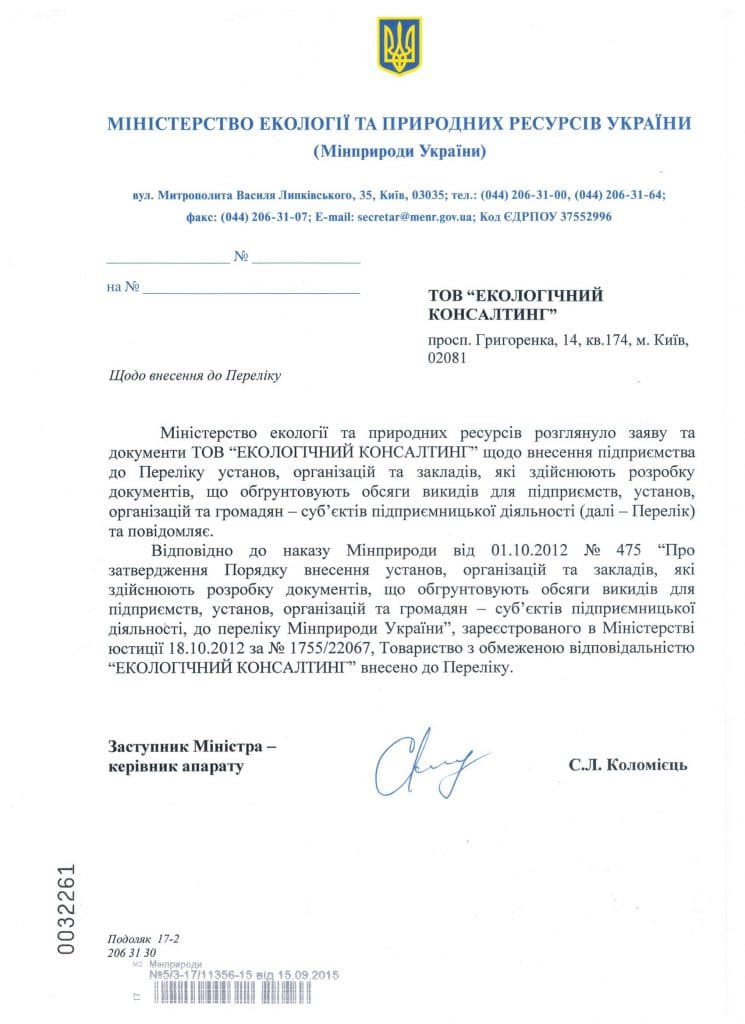 МІНІСТЕРСТВО ЕКОЛОГІЇ ТА ПРИРОДНИХ РЕСУРСІВ УКРАЇНИ
(Мінприроди України)
вул. Митрополита Василя Липківського, 35, Київ, 03035; тел.: (044) 206-31-00, (044) 206-31-64;
факс: (044) 206-31-07; E-mail: secretar@menr.gov.ua; Код ЄДРПОУ 37552996
________________ № ______________
на № ____________________________
ТОВ “ЕКОЛОГІЧНИЙ
КОНСАЛТИНГ”
просп. Григоренка, 14, кв.174, м. Київ,
02081
Щодо внесення до Переліку
Міністерство екології та природних ресурсів розглянуло заяву та
документи ТОВ “ЕКОЛОГІЧНИЙ КОНСАЛТИНГ” щодо внесення підприємства
до Переліку установ, організацій та закладів, які здійснюють розробку
документів, що обґрунтовують обсяги викидів для підприємств, установ,
організацій та громадян – суб’єктів підприємницької діяльності (далі – Перелік)
та повідомляє.
Відповідно до наказу Мінприроди від 01.10.2012 № 475 “Про
затвердження Порядку внесення установ, організацій та закладів, які
здійснюють розробку документів, що обґрунтовують обсяги викидів для
підприємств, установ, організацій та громадян – суб’єктів підприємницької
діяльності, до переліку Мінприроди України”, зареєстрованого в Міністерстві
юстиції 18.10.2012 за № 1755/22067, Товариство з обмеженою відповідальністю
“ЕКОЛОГІЧНИЙ КОНСАЛТИНГ” внесено до Переліку.
Заступник Міністра –
керівник апарату
С.Л. Коломієць
0032261
Подоляк 17-2
206 31 30
М2 Мінприроди
№5/3-17/11356-15 від 15.09.2015
17